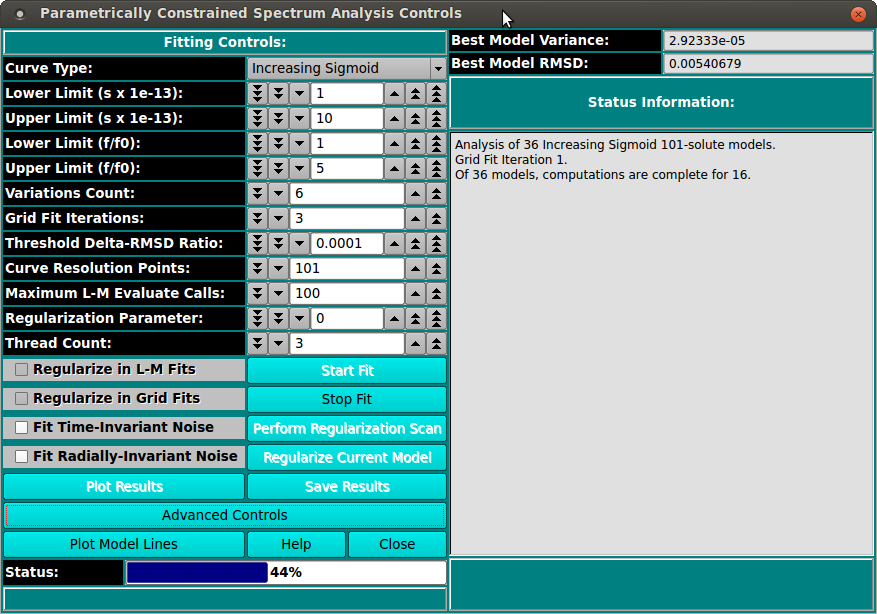 Parametrically Constrained Spectrum Analysis Controls
Fitting Controls:
Curve Type: Increasing Sigmoid
Lower Limit (s x 1e-13): 1
Upper Limit (s x 1e-13): 10
Lower Limit (f/f0): 1
Upper Limit (f/f0): 5
Variations Count: 6
Grid Fit Iterations: 3
Threshold Delta-RMSD Ratio: 0.0001
Curve Resolution Points: 101
Maximum L-M Evaluate Calls: 100
Regularization Parameter: 0
Thread Count: 3
Regularize in L-M Fits Start Fit
Regularize in Grid Fits Stop Fit
Fit Time-Invariant Noise Perform Regularization Scan
Fit Radially-Invariant Noise Regularize Current Model
Plot Results Save Results
Advanced Controls
Plot Model Lines Help Close
Status: 44%
Best Model Variance: 2.92333e-05
Best Model RMSD: 0.00540679
Status Information:
Analysis of 36 Increasing Sigmoid 101-solute models.
Grid Fit Iteration 1.
Of 36 models, computations are complete for 16.